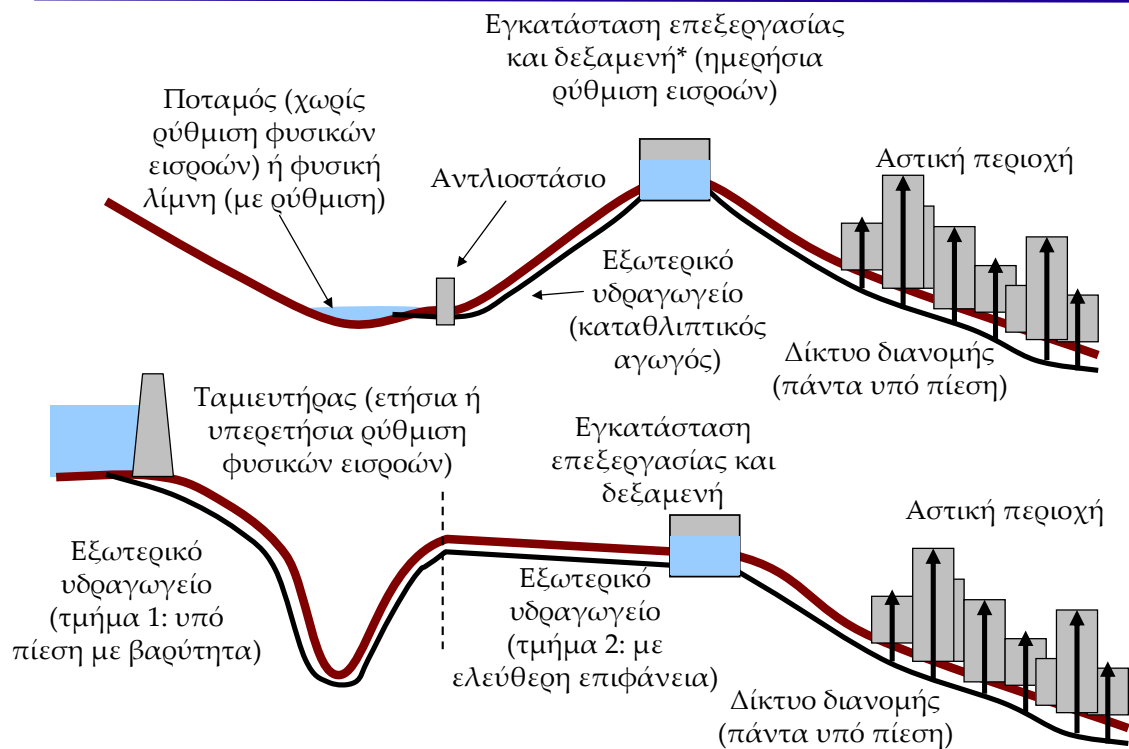 Εγκατάσταση επεξεργασίας
και δεξαμενή* (ημερήσια
ρύθμιση εισροών)
Ποταμός (χωρίς
ρύθμιση φυσικών
εισροών) ή φυσική
λίμνη (με ρύθμιση)
Αντλιοστάσιο
Αστική περιοχή
Εξωτερικό
υδραγωγείο
(καταθλιπτικός
αγωγός)
Δίκτυο διανομής
(πάντα υπό πίεση)
Ταμιευτήρας (ετήσια ή
υπερετήσια ρύθμιση
φυσικών εισροών)
Εγκατάσταση
επεξεργασίας και
δεξαμενή
Αστική περιοχή
Εξωτερικό
υδραγωγείο
(τμήμα 1: υπό
πίεση με βαρύτητα)
Εξωτερικό
υδραγωγείο
(τμήμα 2: με
ελεύθερη επιφάνεια)
Δίκτυο διανομής
(πάντα υπό πίεση)